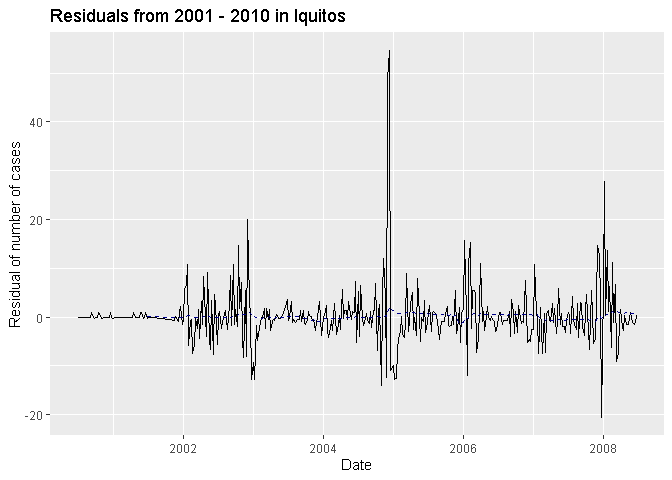 Residuals from 2001 - 2010 in Iquitos
Residual of number of cases
40
20
0
-20
2002
2004
2006
2008
Date